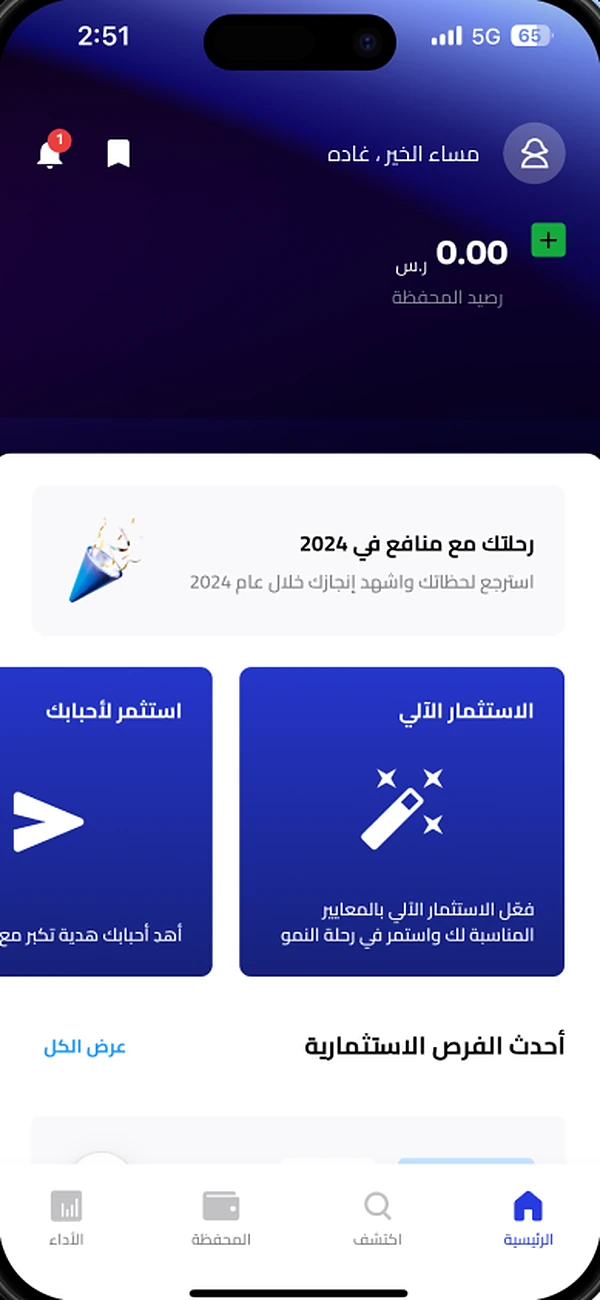 2:51
5G 65
مساء الخير ، غاده
1
0.00 ر.س
رصيد المحفظة
رحلتك مع منافع في 2024
استرجع لحظاتك واشهد إنجازك خلال عام 2024
الاستثمار الآلي
فعّل الاستثمار الآلي بالمعايير
المناسبة لك واستمر في رحلة النمو
استثمر لأحبابك
أهدِ أحبابك هدية تكبر مع
أحدث الفرص الاستثمارية
عرض الكل
الرئيسية
اكتشف
المحفظة
الأداء